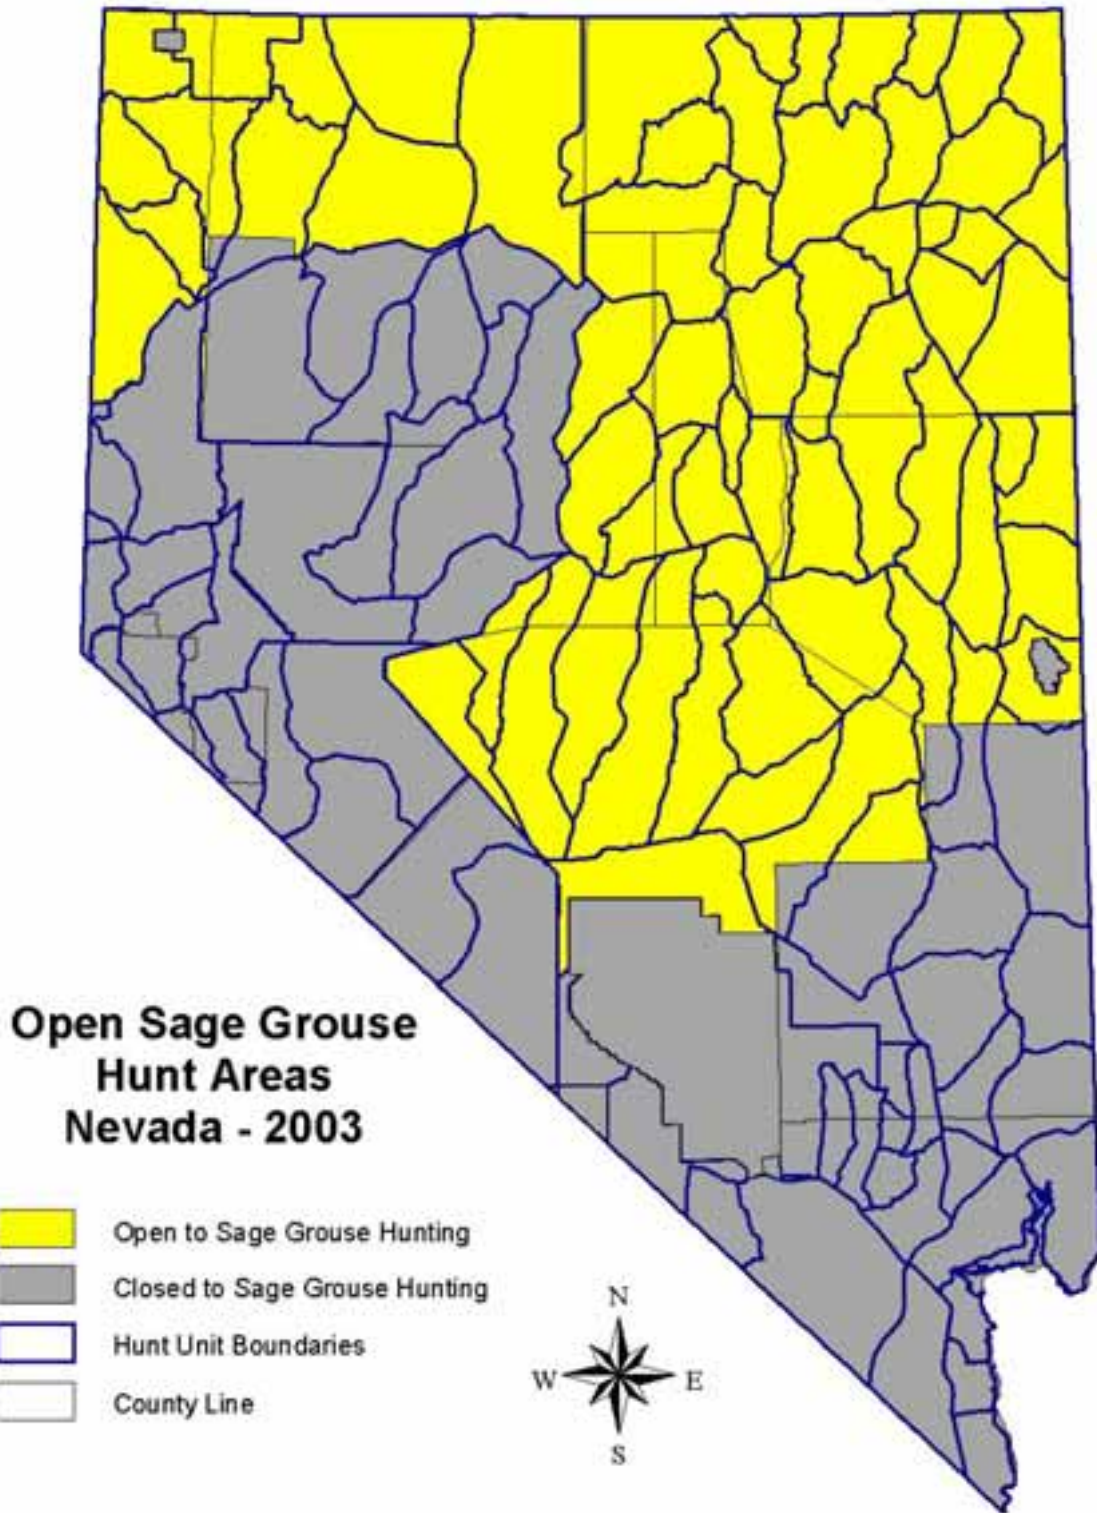 Open Sage Grouse
Hunt Areas
Nevada - 2003
Open to Sage Grouse Hunting
Closed to Sage Grouse Hunting
Hunt Unit Boundaries
County Line
N
W E
S